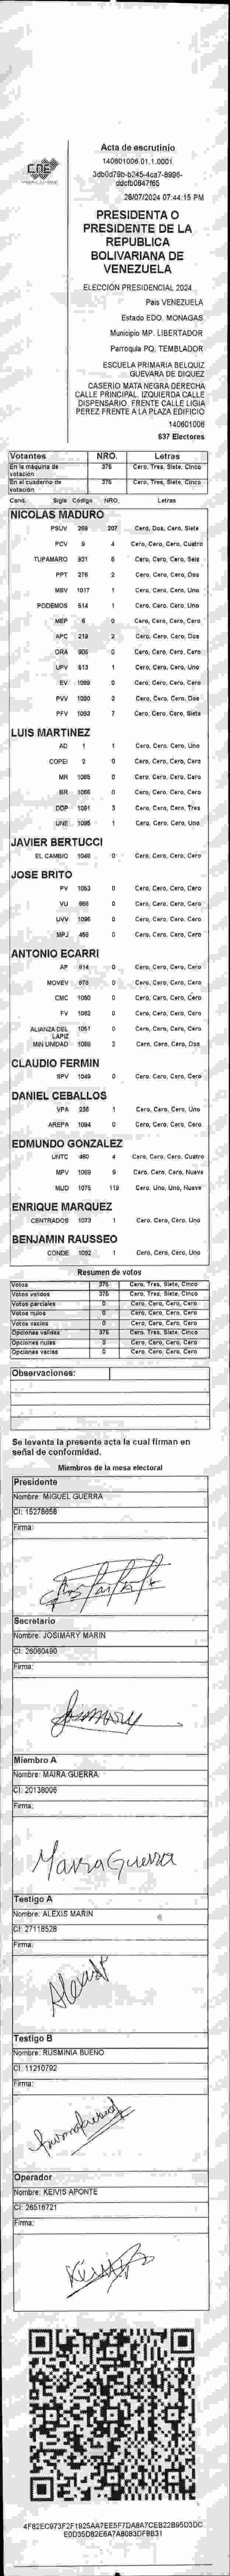 CNE
Acta de escrutinio
140601006.01.1.0001
3db0d79b-b245-4ca7-8996-
ddcfb0847f65
28/07/2024 07:44:15 PM
PRESIDENTA O
PRESIDENTE DE LA
REPUBLICA
BOLIVARIANA DE
VENEZUELA
ELECCIÓN PRESIDENCIAL 2024
País VENEZUELA
Estado EDO. MONAGAS
Municipio MP. LIBERTADOR
Parroquia PQ. TEMBLADOR
ESCUELA PRIMARIA BELQUIZ
GUEVARA DE DIQUEZ
CASERIO MATA NEGRA DERECHA
CALLE PRINCIPAL. IZQUIERDA CALLE
DISPENSARIO. FRENTE CALLE LIGIA
PEREZ FRENTE A LA PLAZA EDIFICIO
140601006
637 Electores
Votantes NRO. Letras
En la máquina de votación 375 Cero, Tres, Siete, Cinco
En el cuaderno de votación 375 Cero, Tres, Siete, Cinco
Cand. Sigla Código NRO. Letras
NICOLAS MADURO
PSUV 269 207 Cero, Dos, Cero, Siete
PCV 9 4 Cero, Cero, Cero, Cuatro
TUPAMARO 931 6 Cero, Cero, Cero, Seis
PPT 276 2 Cero, Cero, Cero, Dos
MSV 1017 1 Cero, Cero, Cero, Uno
PODEMOS 514 1 Cero, Cero, Cero, Uno
MEP 6 0 Cero, Cero, Cero, Cero
APC 219 2 Cero, Cero, Cero, Dos
ORA 906 0 Cero, Cero, Cero, Cero
UPV 613 1 Cero, Cero, Cero, Uno
EV 1089 0 Cero, Cero, Cero, Cero
PVV 1090 2 Cero, Cero, Cero, Dos
PFV 1093 7 Cero, Cero, Cero, Siete
LUIS MARTINEZ
AD 1 1 Cero, Cero, Cero, Uno
COPEI 2 0 Cero, Cero, Cero, Cero
MR 1065 0 Cero, Cero, Cero, Cero
BR 1066 0 Cero, Cero, Cero, Cero
DDP 1091 3 Cero, Cero, Cero, Tres
UNE 1095 1 Cero, Cero, Cero, Uno
JAVIER BERTUCCI
EL CAMBIO 1048 0 Cero, Cero, Cero, Cero
JOSE BRITO
PV 1053 0 Cero, Cero, Cero, Cero
VU 868 0 Cero, Cero, Cero, Cero
UVV 1096 0 Cero, Cero, Cero, Cero
MPJ 458 0 Cero, Cero, Cero, Cero
ANTONIO ECARRI
AP 914 0 Cero, Cero, Cero, Cero
MOVEV 978 0 Cero, Cero, Cero, Cero
CMC 1050 0 Cero, Cero, Cero, Cero
FV 1062 0 Cero, Cero, Cero, Cero
ALIANZA DEL LAPIZ 1051 0 Cero, Cero, Cero, Cero
MIN UNIDAD 1088 2 Cero, Cero, Cero, Dos
CLAUDIO FERMIN
SPV 1049 0 Cero, Cero, Cero, Cero
DANIEL CEBALLOS
VPA 238 1 Cero, Cero, Cero, Uno
AREPA 1094 0 Cero, Cero, Cero, Cero
EDMUNDO GONZALEZ
UNTC 460 4 Cero, Cero, Cero, Cuatro
MPV 1069 9 Cero, Cero, Cero, Nueve
MUD 1075 119 Cero, Uno, Uno, Nueve
ENRIQUE MARQUEZ
CENTRADOS 1073 1 Cero, Cero, Cero, Uno
BENJAMIN RAUSSEO
CONDE 1092 1 Cero, Cero, Cero, Uno
Resumen de votos
Votos 375 Cero, Tres, Siete, Cinco
Votos validos 375 Cero, Tres, Siete, Cinco
Votos parciales 0 Cero, Cero, Cero, Cero
Votos nulos 0 Cero, Cero, Cero, Cero
Votos vacios 0 Cero, Cero, Cero, Cero
Opciones validas 375 Cero, Tres, Siete, Cinco
Opciones nulas 0 Cero, Cero, Cero, Cero
Opciones vacias 0 Cero, Cero, Cero, Cero
Observaciones:
Se levanta la presente acta la cual firman en
señal de conformidad.
Miembros de la mesa electoral
Presidente
Nombre: MIGUEL GUERRA
CI: 15278658
Firma:
Secretario
Nombre: JOSIMARY MARIN
CI: 26060490
Firma:
Josimary
Miembro A
Nombre: MAIRA GUERRA
CI: 20138006
Firma:
Maira Guerra
Testigo A
Nombre: ALEXIS MARIN
CI: 27118528
Firma:
Alexis
Testigo B
Nombre: RUSMINIA BUENO
CI: 11210792
Firma:
Operador
Nombre: KEIVIS APONTE
CI: 26516721
Firma:
Keivis
4F82EC973F2F1925AA7EE5F7DA8A7CEB22B95D3DC
E0D35D82E6A7A8083DF8B31